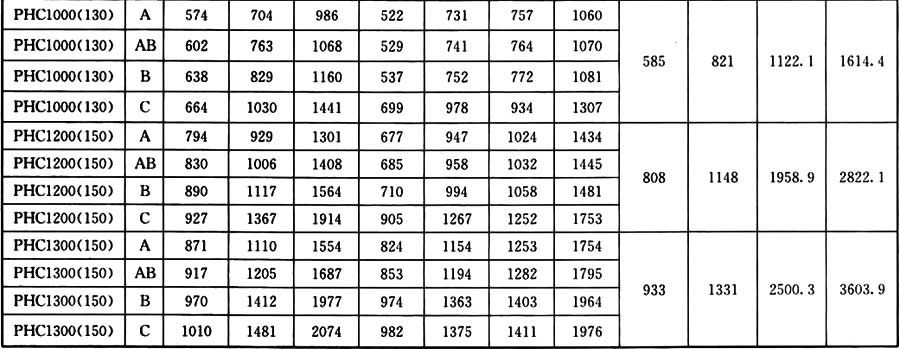 PHC1000(130) A 574 704 986 522 731 757 1060
PHC1000(130) AB 602 763 1068 529 741 764 1070
585 821 1122.1 1614.4
PHC1000(130) B 638 829 1160 537 752 772 1081
PHC1000(130) C 664 1030 1441 699 978 934 1307
PHC1200(150) A 794 929 1301 677 947 1024 1434
PHC1200(150) AB 830 1006 1408 685 958 1032 1445
808 1148 1958.9 2822.1
PHC1200(150) B 890 1117 1564 710 994 1058 1481
PHC1200(150) C 927 1367 1914 905 1267 1252 1753
PHC1300(150) A 871 1110 1554 824 1154 1253 1754
PHC1300(150) AB 917 1205 1687 853 1194 1282 1795
933 1331 2500.3 3603.9
PHC1300(150) B 970 1412 1977 974 1363 1403 1964
PHC1300(150) C 1010 1481 2074 982 1375 1411 1976